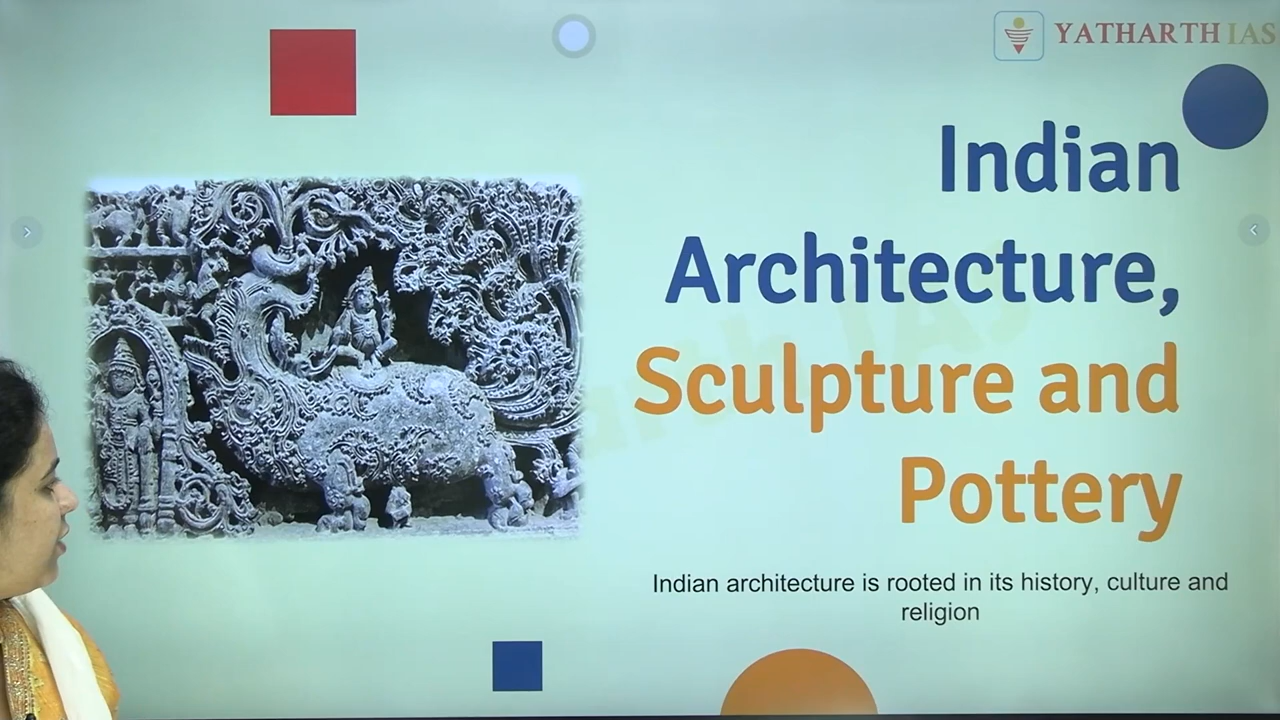 YATHARTH IAS
Indian
Architecture,
Sculpture and
Pottery
Indian architecture is rooted in its history, culture and
religion